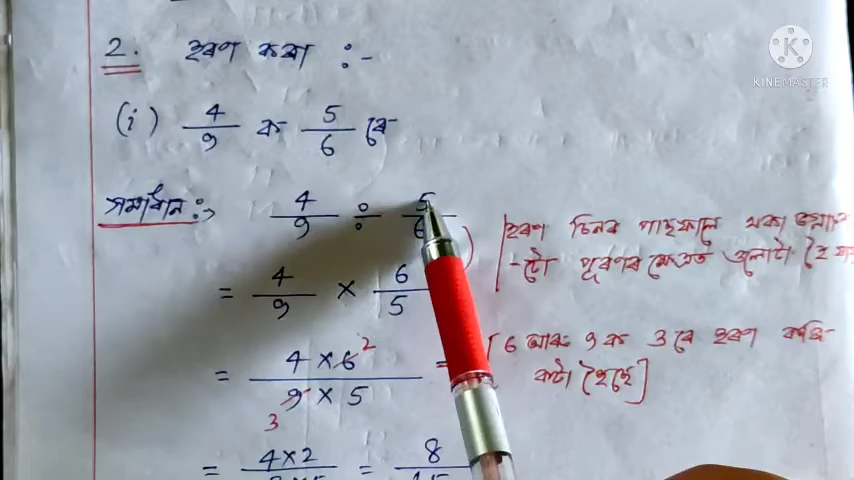 K
KINEMASTER
2. হৰণ কৰা :-
(i) 4/9 ক 5/6 ৰে
সমাধান :→ 4/9 ÷ 5/6
হৰণ চিনৰ পাছফালে থকা
-টো পূৰণৰ ক্ষেত্ৰত ওলোটা হৈ
= 4/9 × 6/5
= 4 × 6 2 / 9 × 5 =
3
[6 আৰু 9 ক 3 ৰে হৰণ কৰি
কটা হৈছে]
= 4×2 / = 8